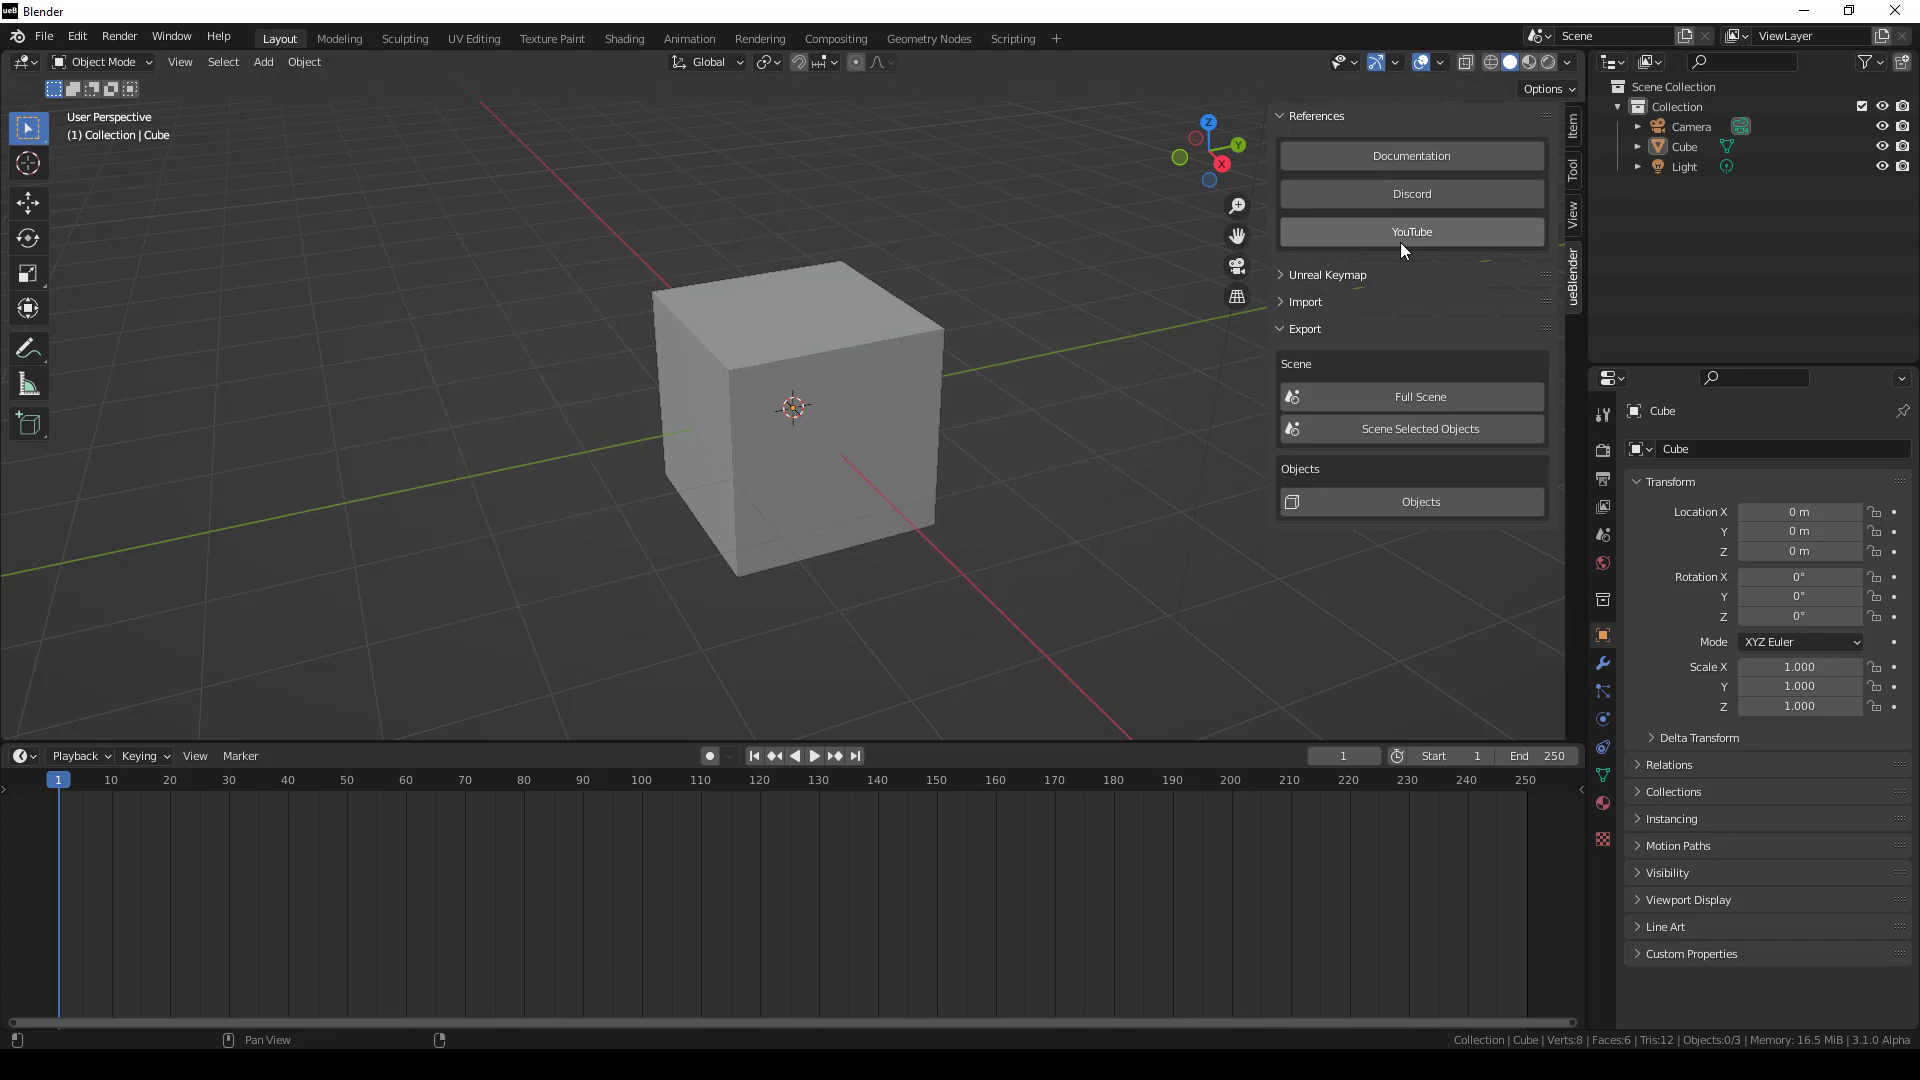 ueB Blender
File Edit Render Window Help Layout Modeling Sculpting UV Editing Texture Paint Shading Animation Rendering Compositing Geometry Nodes Scripting + Scene ViewLayer
Object Mode View Select Add Object Global
Options
User Perspective
(1) Collection | Cube
Z
Y
X
References
Documentation
Discord
YouTube
Unreal Keymap
Import
Export
Scene
Full Scene
Scene Selected Objects
Objects
Objects
Item
Tool
View
ueBlender
Scene Collection
Collection
Camera
Cube
Light
Cube
Cube
Transform
Location X 0 m
Y 0 m
Z 0 m
Rotation X 0°
Y 0°
Z 0°
Mode XYZ Euler
Scale X 1.000
Y 1.000
Z 1.000
Delta Transform
Relations
Collections
Instancing
Motion Paths
Visibility
Viewport Display
Line Art
Custom Properties
Playback Keying View Marker 1 Start 1 End 250
1 10 20 30 40 50 60 70 80 90 100 110 120 130 140 150 160 170 180 190 200 210 220 230 240 250
Pan View
Collection | Cube | Verts:8 | Faces:6 | Tris:12 | Objects:0/3 | Memory: 16.5 MiB | 3.1.0 Alpha